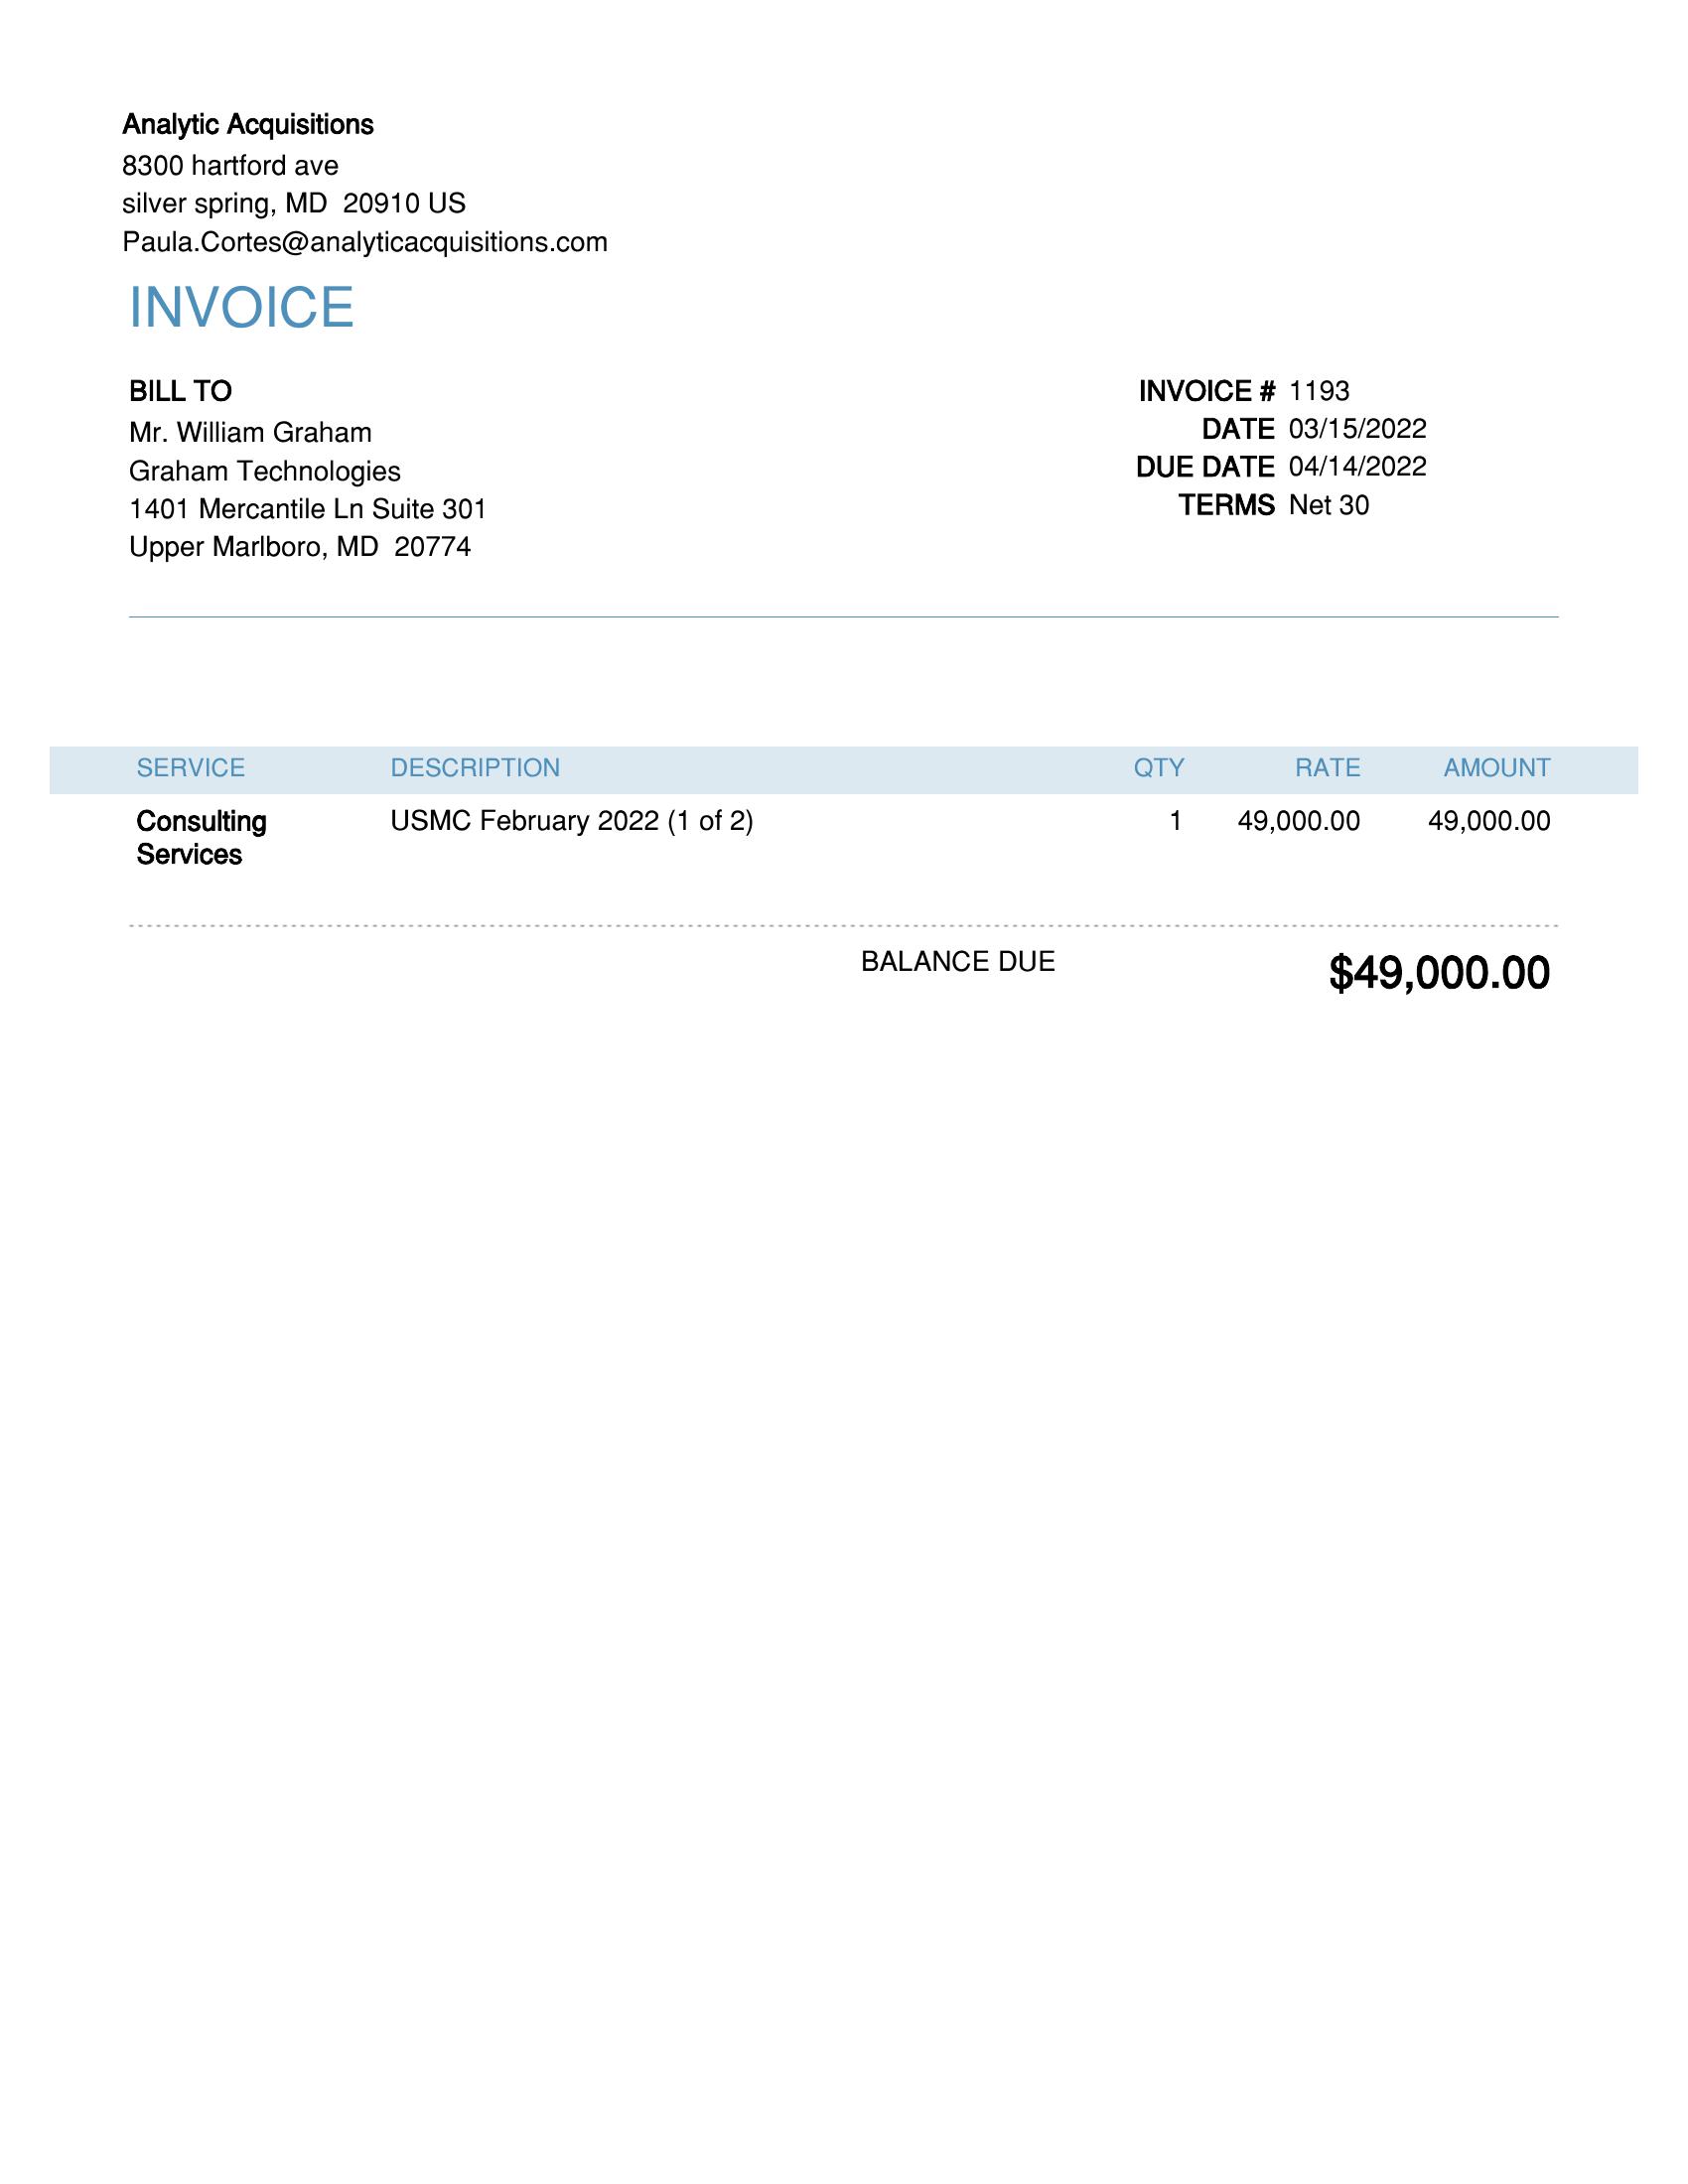 Analytic Acquisitions
8300 hartford ave
silver spring, MD  20910 US
Paula.Cortes@analyticacquisitions.com
INVOICE
BILL TO
Mr. William Graham
Graham Technologies
1401 Mercantile Ln Suite 301
Upper Marlboro, MD  20774
INVOICE # 1193
DATE 03/15/2022
DUE DATE 04/14/2022
TERMS Net 30
SERVICE DESCRIPTION QTY RATE AMOUNT
Consulting USMC February 2022 (1 of 2) 1 49,000.00 49,000.00
Services
BALANCE DUE $49,000.00